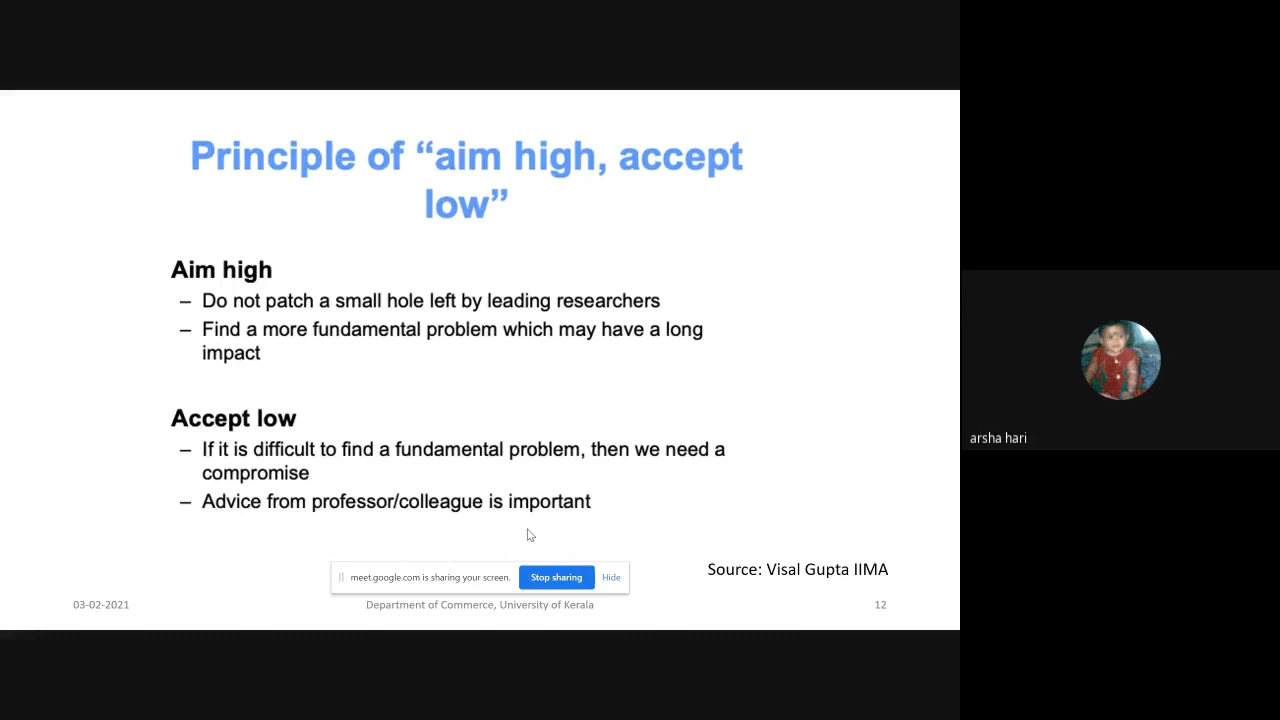 Principle of “aim high, accept
low”
Aim high
– Do not patch a small hole left by leading researchers
– Find a more fundamental problem which may have a long
impact
Accept low
– If it is difficult to find a fundamental problem, then we need a
compromise
– Advice from professor/colleague is important
Source: Visal Gupta IIMA
meet.google.com is sharing your screen. Stop sharing Hide
03-02-2021 Department of Commerce, University of Kerala 12
arsha hari